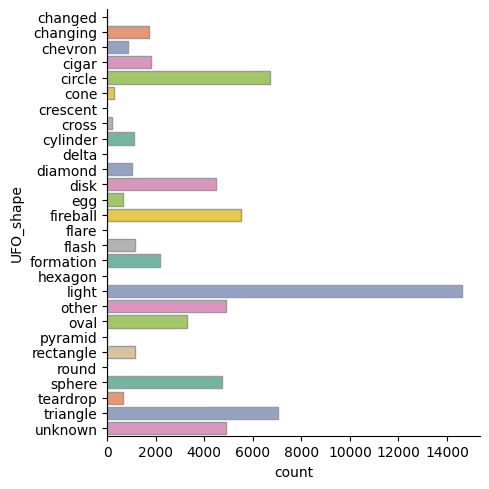 UFO_shape
changed
changing
chevron
cigar
circle
cone
crescent
cross
cylinder
delta
diamond
disk
egg
fireball
flare
flash
formation
hexagon
light
other
oval
pyramid
rectangle
round
sphere
teardrop
triangle
unknown
0 2000 4000 6000 8000 10000 12000 14000
count